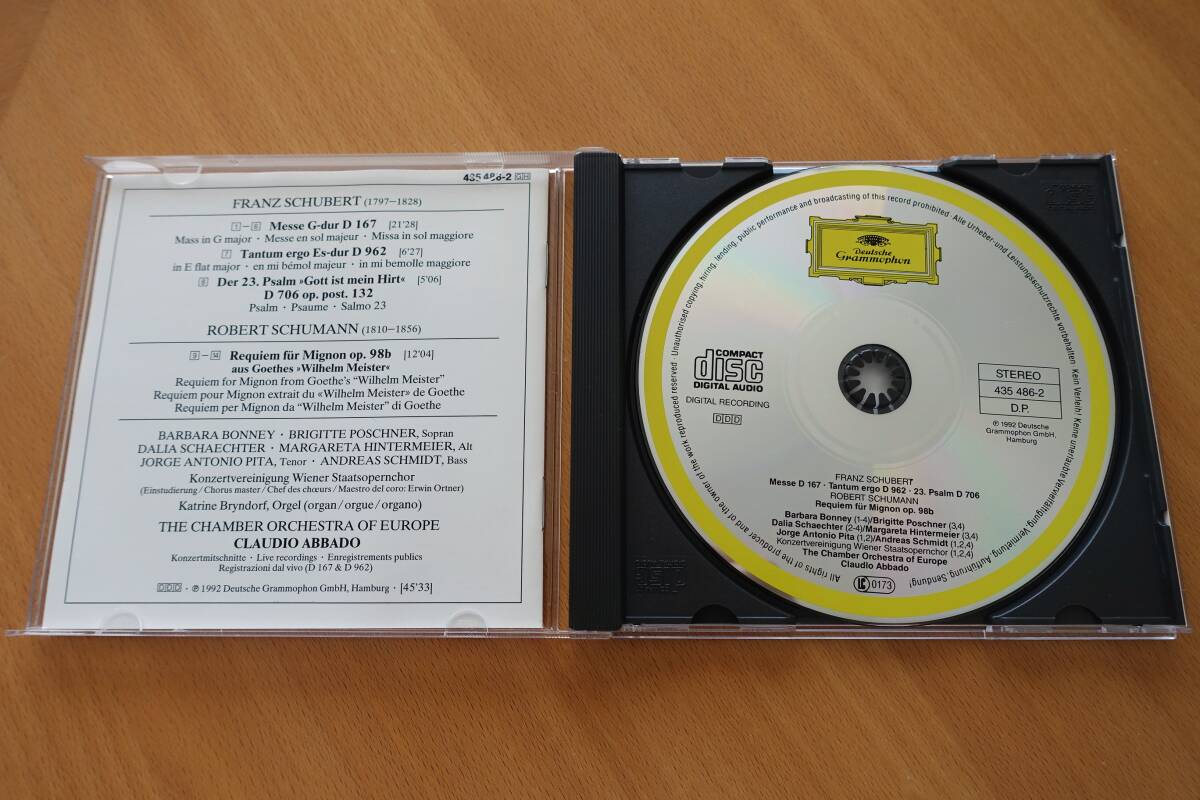 435 486-2 GH
FRANZ SCHUBERT (1797–1828)
1 – 6 Messe G-dur D 167 [21'28]
Mass in G major · Messe en sol majeur · Missa in sol maggiore
7 Tantum ergo Es-dur D 962 [6'27]
in E flat major · en mi bémol majeur · in mi bemolle maggiore
8 Der 23. Psalm »Gott ist mein Hirt« [5'06]
D 706 op. post. 132
Psalm · Psaume · Salmo 23
ROBERT SCHUMANN (1810–1856)
9 – 14 Requiem für Mignon op. 98b [12'04]
aus Goethes »Wilhelm Meister«
Requiem for Mignon from Goethe's “Wilhelm Meister”
Requiem pour Mignon extrait du «Wilhelm Meister» de Goethe
Requiem per Mignon da “Wilhelm Meister” di Goethe
BARBARA BONNEY · BRIGITTE POSCHNER, Sopran
DALIA SCHAECHTER · MARGARETA HINTERMEIER, Alt
JORGE ANTONIO PITA, Tenor · ANDREAS SCHMIDT, Bass
Konzertvereinigung Wiener Staatsopernchor
(Einstudierung / Chorus master / Chef des chœurs / Maestro del coro: Erwin Ortner)
Katrine Bryndorf, Orgel (organ / orgue / organo)
THE CHAMBER ORCHESTRA OF EUROPE
CLAUDIO ABBADO
Konzertmitschnitte · Live recordings · Enregistrements publics
Registrazioni dal vivo (D 167 & D 962)
DDD · ℗ 1992 Deutsche Grammophon GmbH, Hamburg · [45'33]
Deutsche
Grammophon
COMPACT
disc
DIGITAL AUDIO
DIGITAL RECORDING
DDD
STEREO
435 486-2
D.P.
℗ 1992 Deutsche
Grammophon GmbH,
Hamburg
FRANZ SCHUBERT
Messe D 167 · Tantum ergo D 962 · 23. Psalm D 706
ROBERT SCHUMANN
Requiem für Mignon op. 98b
Barbara Bonney (1-4)/Brigitte Poschner (3,4)
Dalia Schaechter (2-4)/Margareta Hintermeier (3,4)
Jorge Antonio Pita (1,2)/Andreas Schmidt (1,2,4)
Konzertvereinigung Wiener Staatsopernchor (1,2,4)
The Chamber Orchestra of Europe
Claudio Abbado
LC 0173
All rights of the producer and of the owner of the work reproduced reserved · Unauthorised copying, hiring, lending, public performance and broadcasting of this record prohibited · Alle Urheber- und Leistungsschutzrechte vorbehalten · Kein Verleih! Keine unerlaubte Vervielfältigung, Vermietung, Aufführung, Sendung!